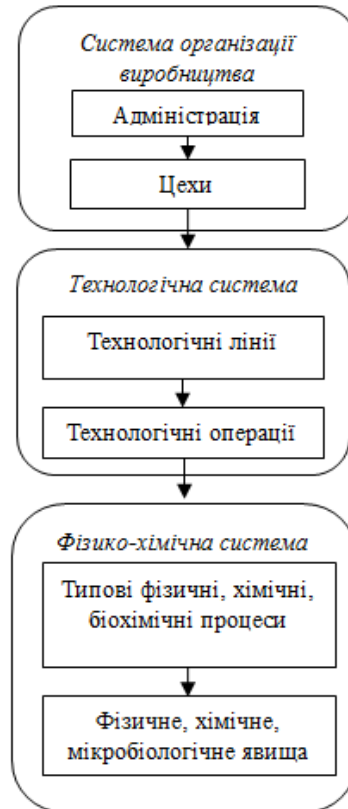 Система організації
виробництва
Адміністрація
Цехи
Технологічна система
Технологічні лінії
Технологічні операції
Фізико-хімічна система
Типові фізичні, хімічні,
біохімічні процеси
Фізичне, хімічне,
мікробіологічне явища